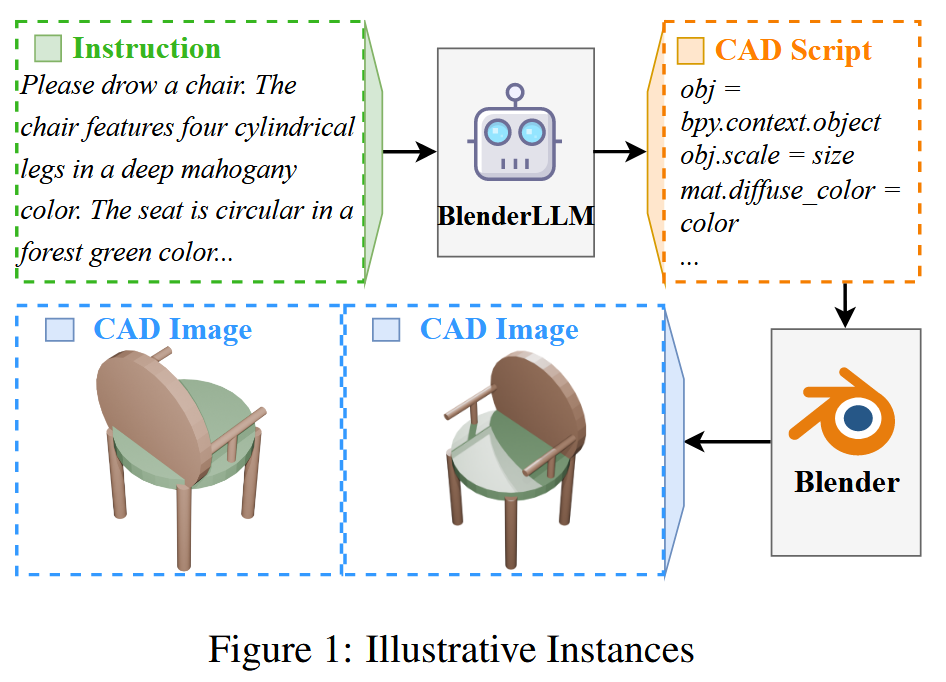 Instruction
Please drow a chair. The
chair features four cylindrical
legs in a deep mahogany
color. The seat is circular in a
forest green color...
BlenderLLM
CAD Script
obj =
bpy.context.object
obj.scale = size
mat.diffuse_color =
color
...
CAD Image
CAD Image
Blender
Figure 1: Illustrative Instances